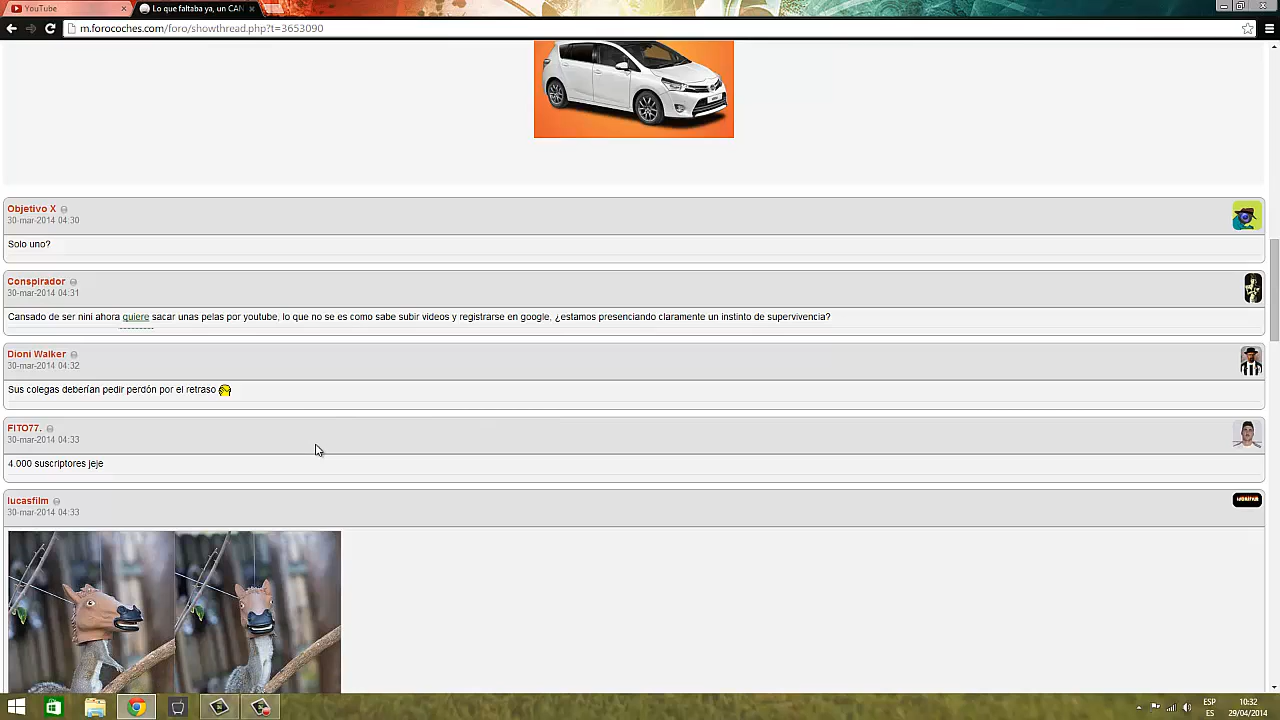 YouTube
Lo que faltaba ya, un CAN
m.forocoches.com/foro/showthread.php?t=3653090
Objetivo X
30-mar-2014 04:30
Solo uno?
Conspirador
30-mar-2014 04:31
Cansado de ser nini ahora quiere sacar unas pelas por youtube, lo que no se es como sabe subir videos y registrarse en google, ¿estamos presenciando claramente un instinto de supervivencia?
Dioni Walker
30-mar-2014 04:32
Sus colegas deberían pedir perdón por el retraso
FITO77.
30-mar-2014 04:33
4.000 suscriptores jeje
lucasfilm
30-mar-2014 04:33
ESP
ES
10:32
29/04/2014